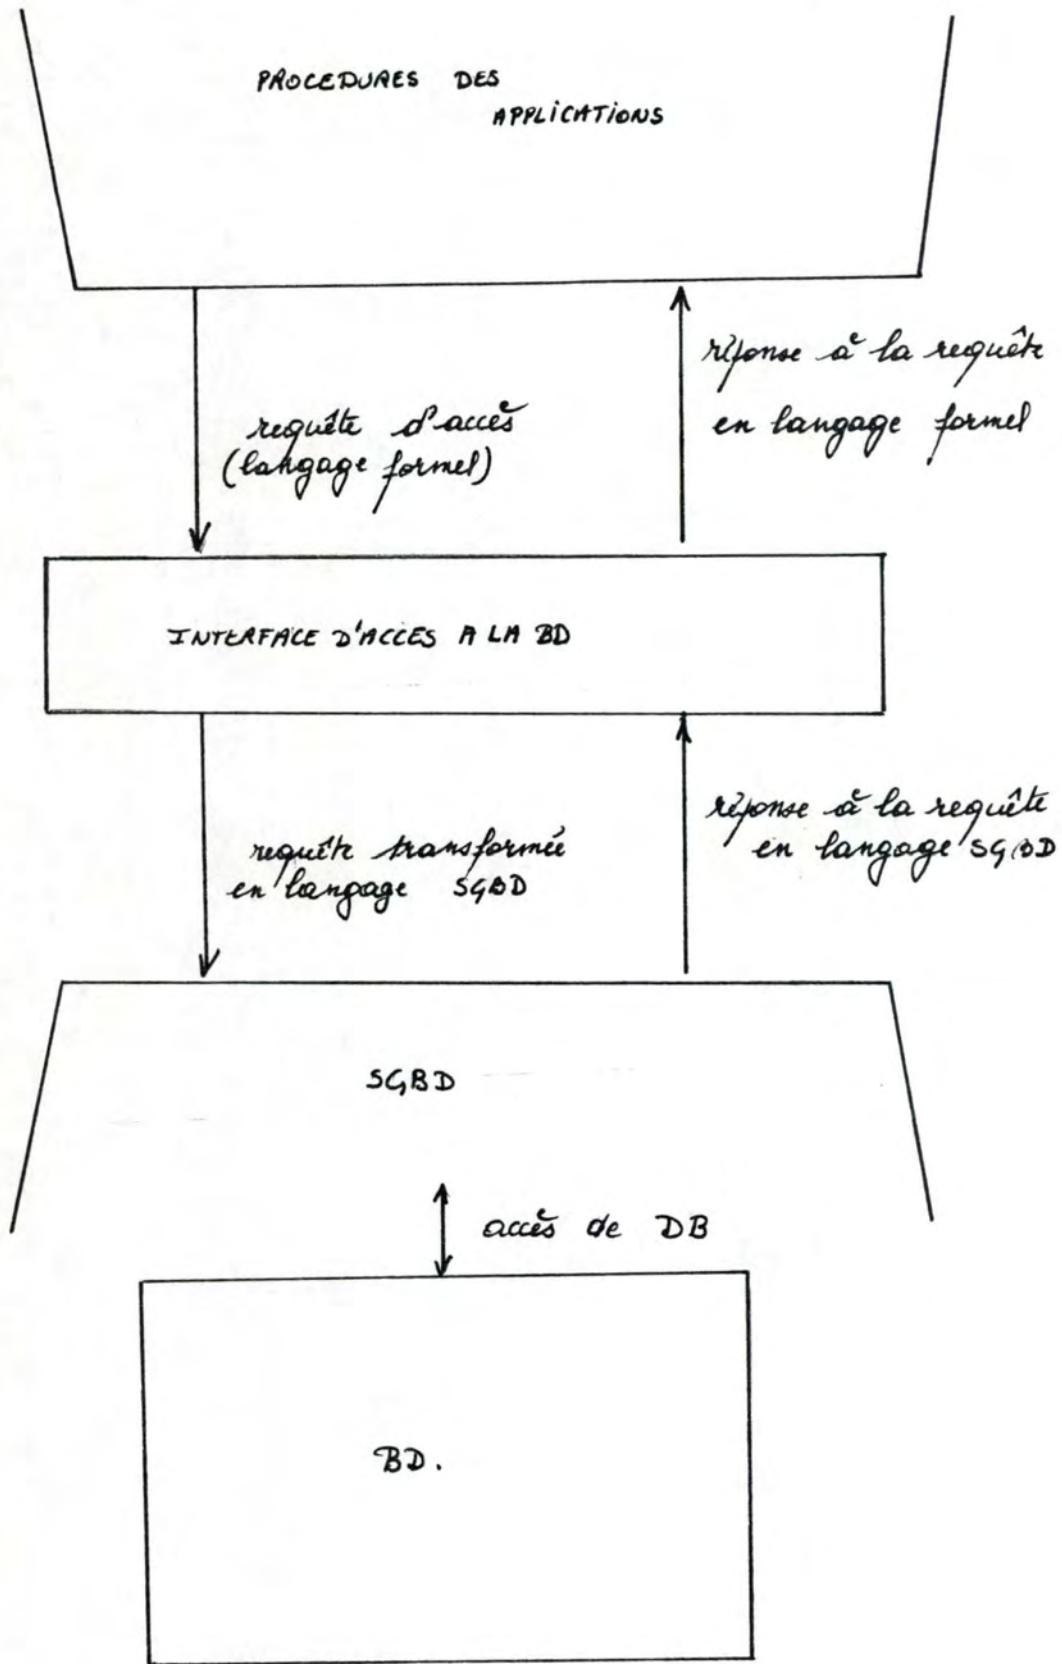 PROCEDURES DES
APPLICATIONS
réponse à la requête
en langage formel
requête d'accès
(langage formel)
INTERFACE D'ACCES A LA BD
réponse à la requête
en langage SGBD
requête transformée
en langage SGBD
SGBD
accès de DB
BD.